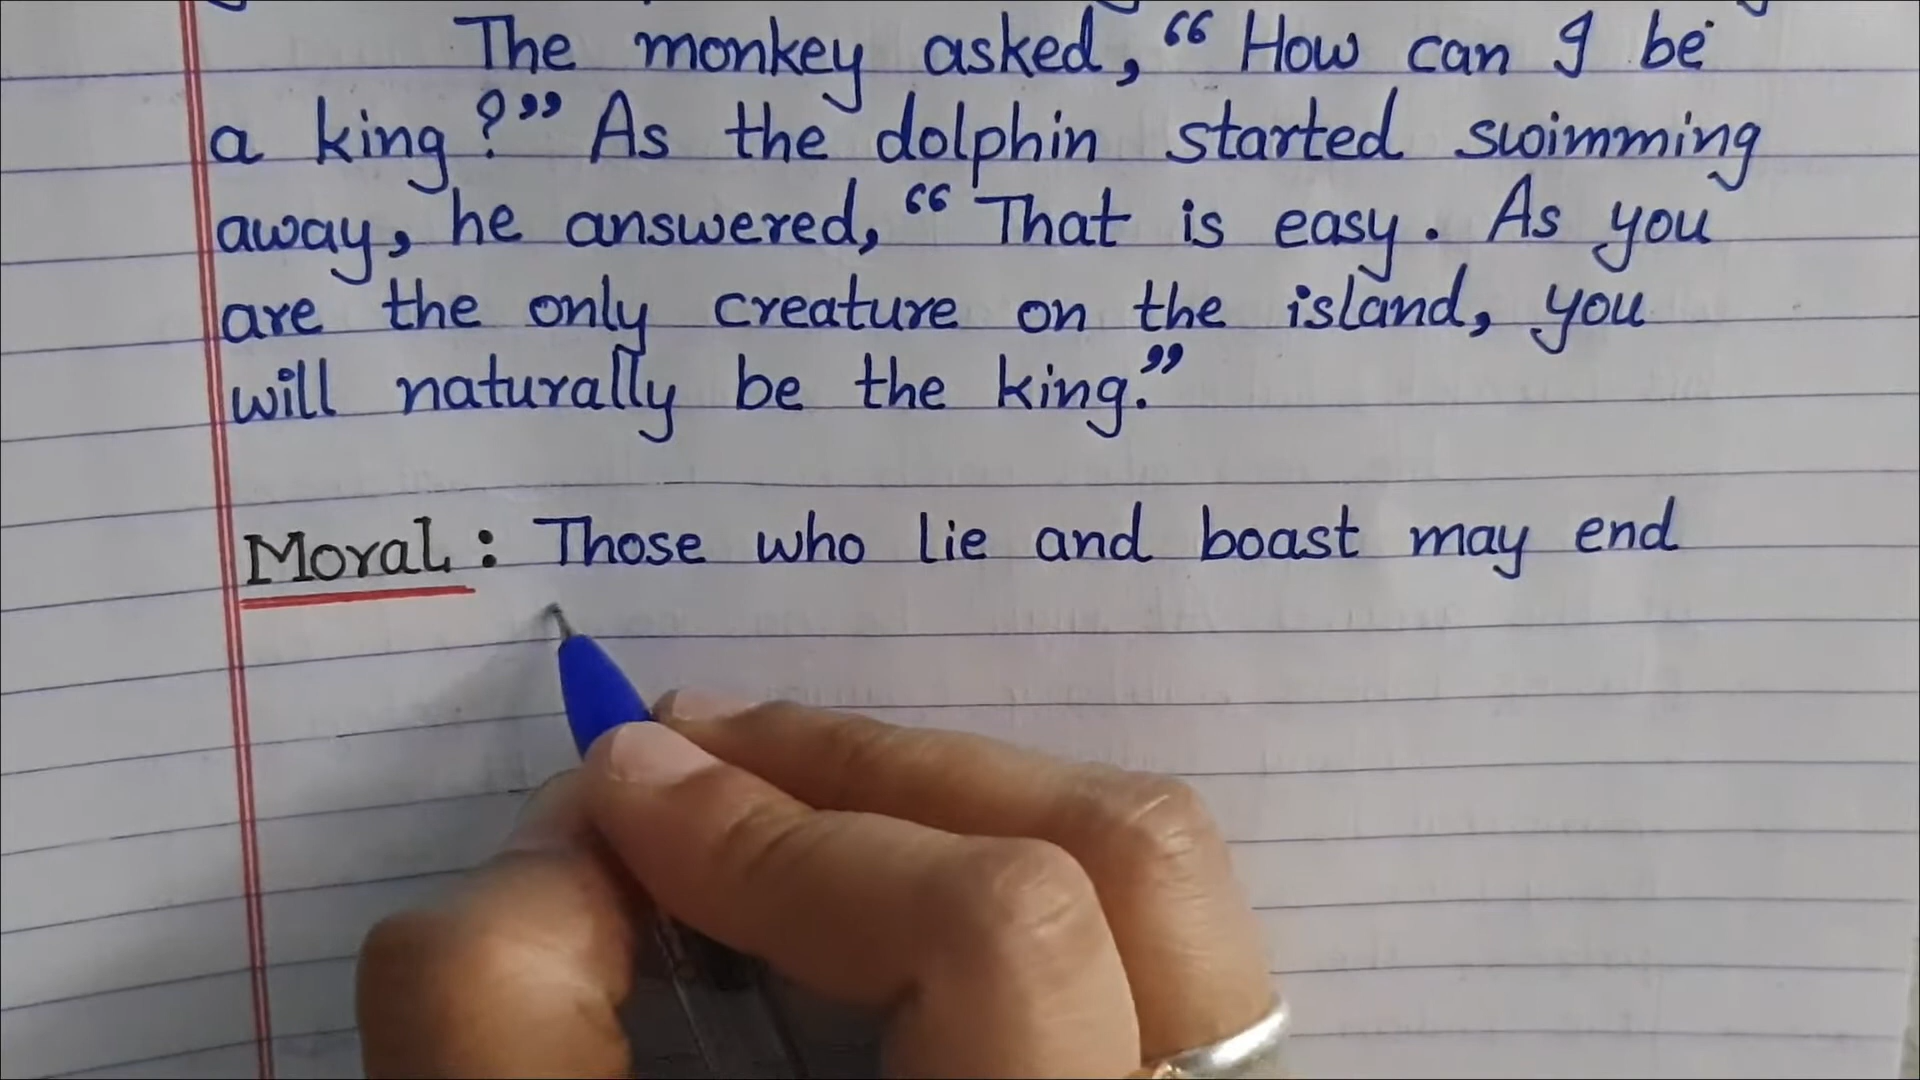 The monkey asked, “How can I be
a king?” As the dolphin started swimming
away, he answered, “That is easy. As you
are the only creature on the island, you
will naturally be the king.”
Moral: Those who lie and boast may end